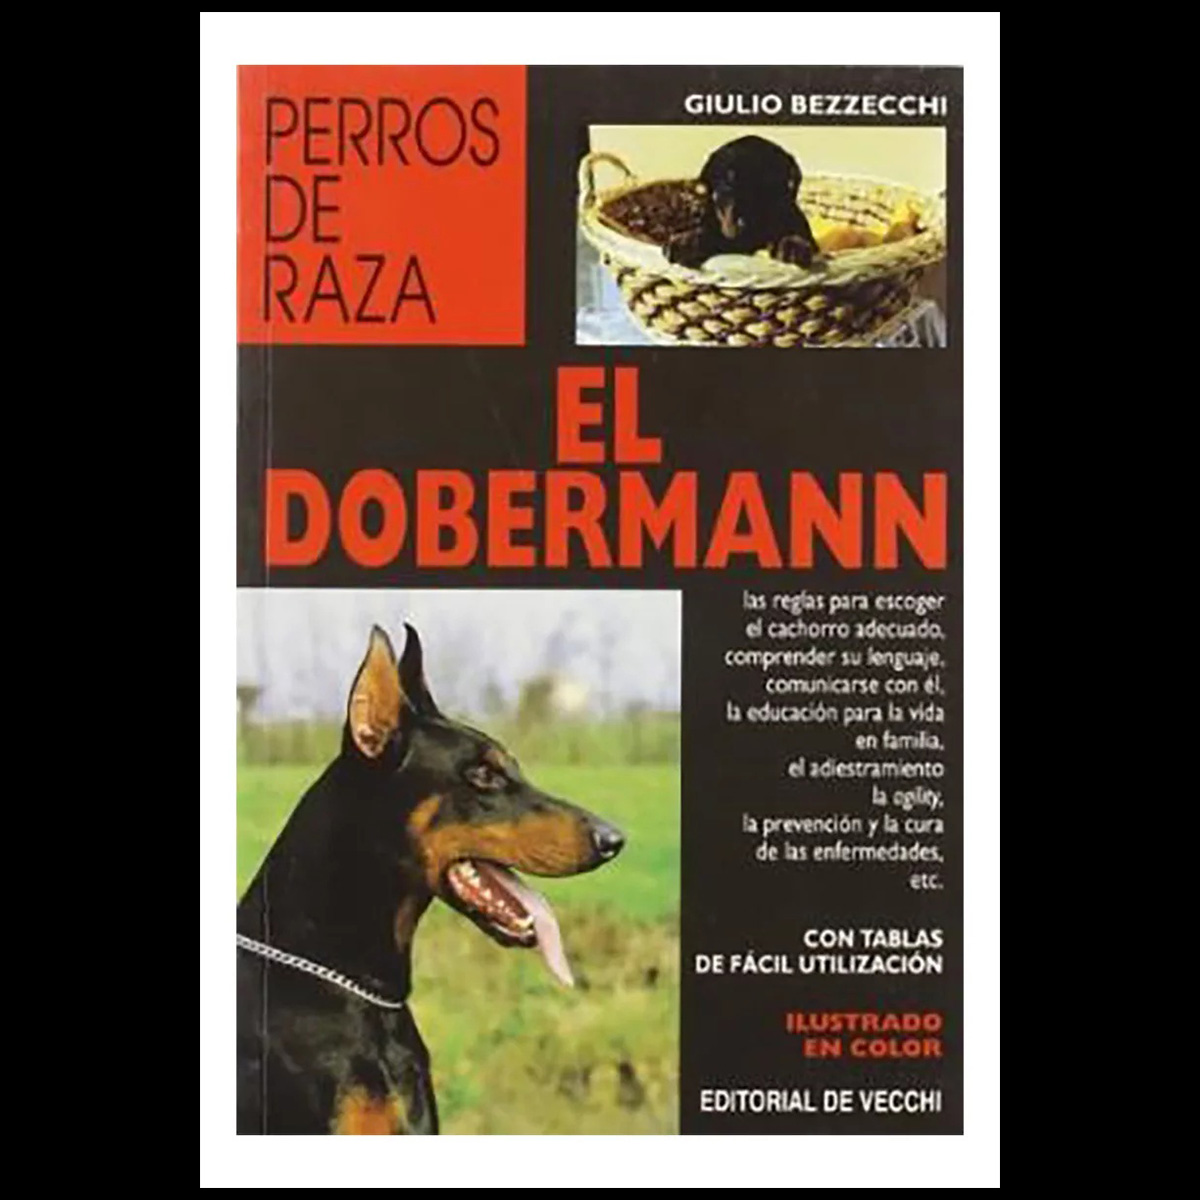 PERROS
DE
RAZA
GIULIO BEZZECCHI
EL
DOBERMANN
las reglas para escoger
el cachorro adecuado,
comprender su lenguaje,
comunicarse con él,
la educación para la vida
en familia,
el adiestramiento
la agility,
la prevención y la cura
de las enfermedades,
etc.
CON TABLAS
DE FÁCIL UTILIZACIÓN
ILUSTRADO
EN COLOR
EDITORIAL DE VECCHI